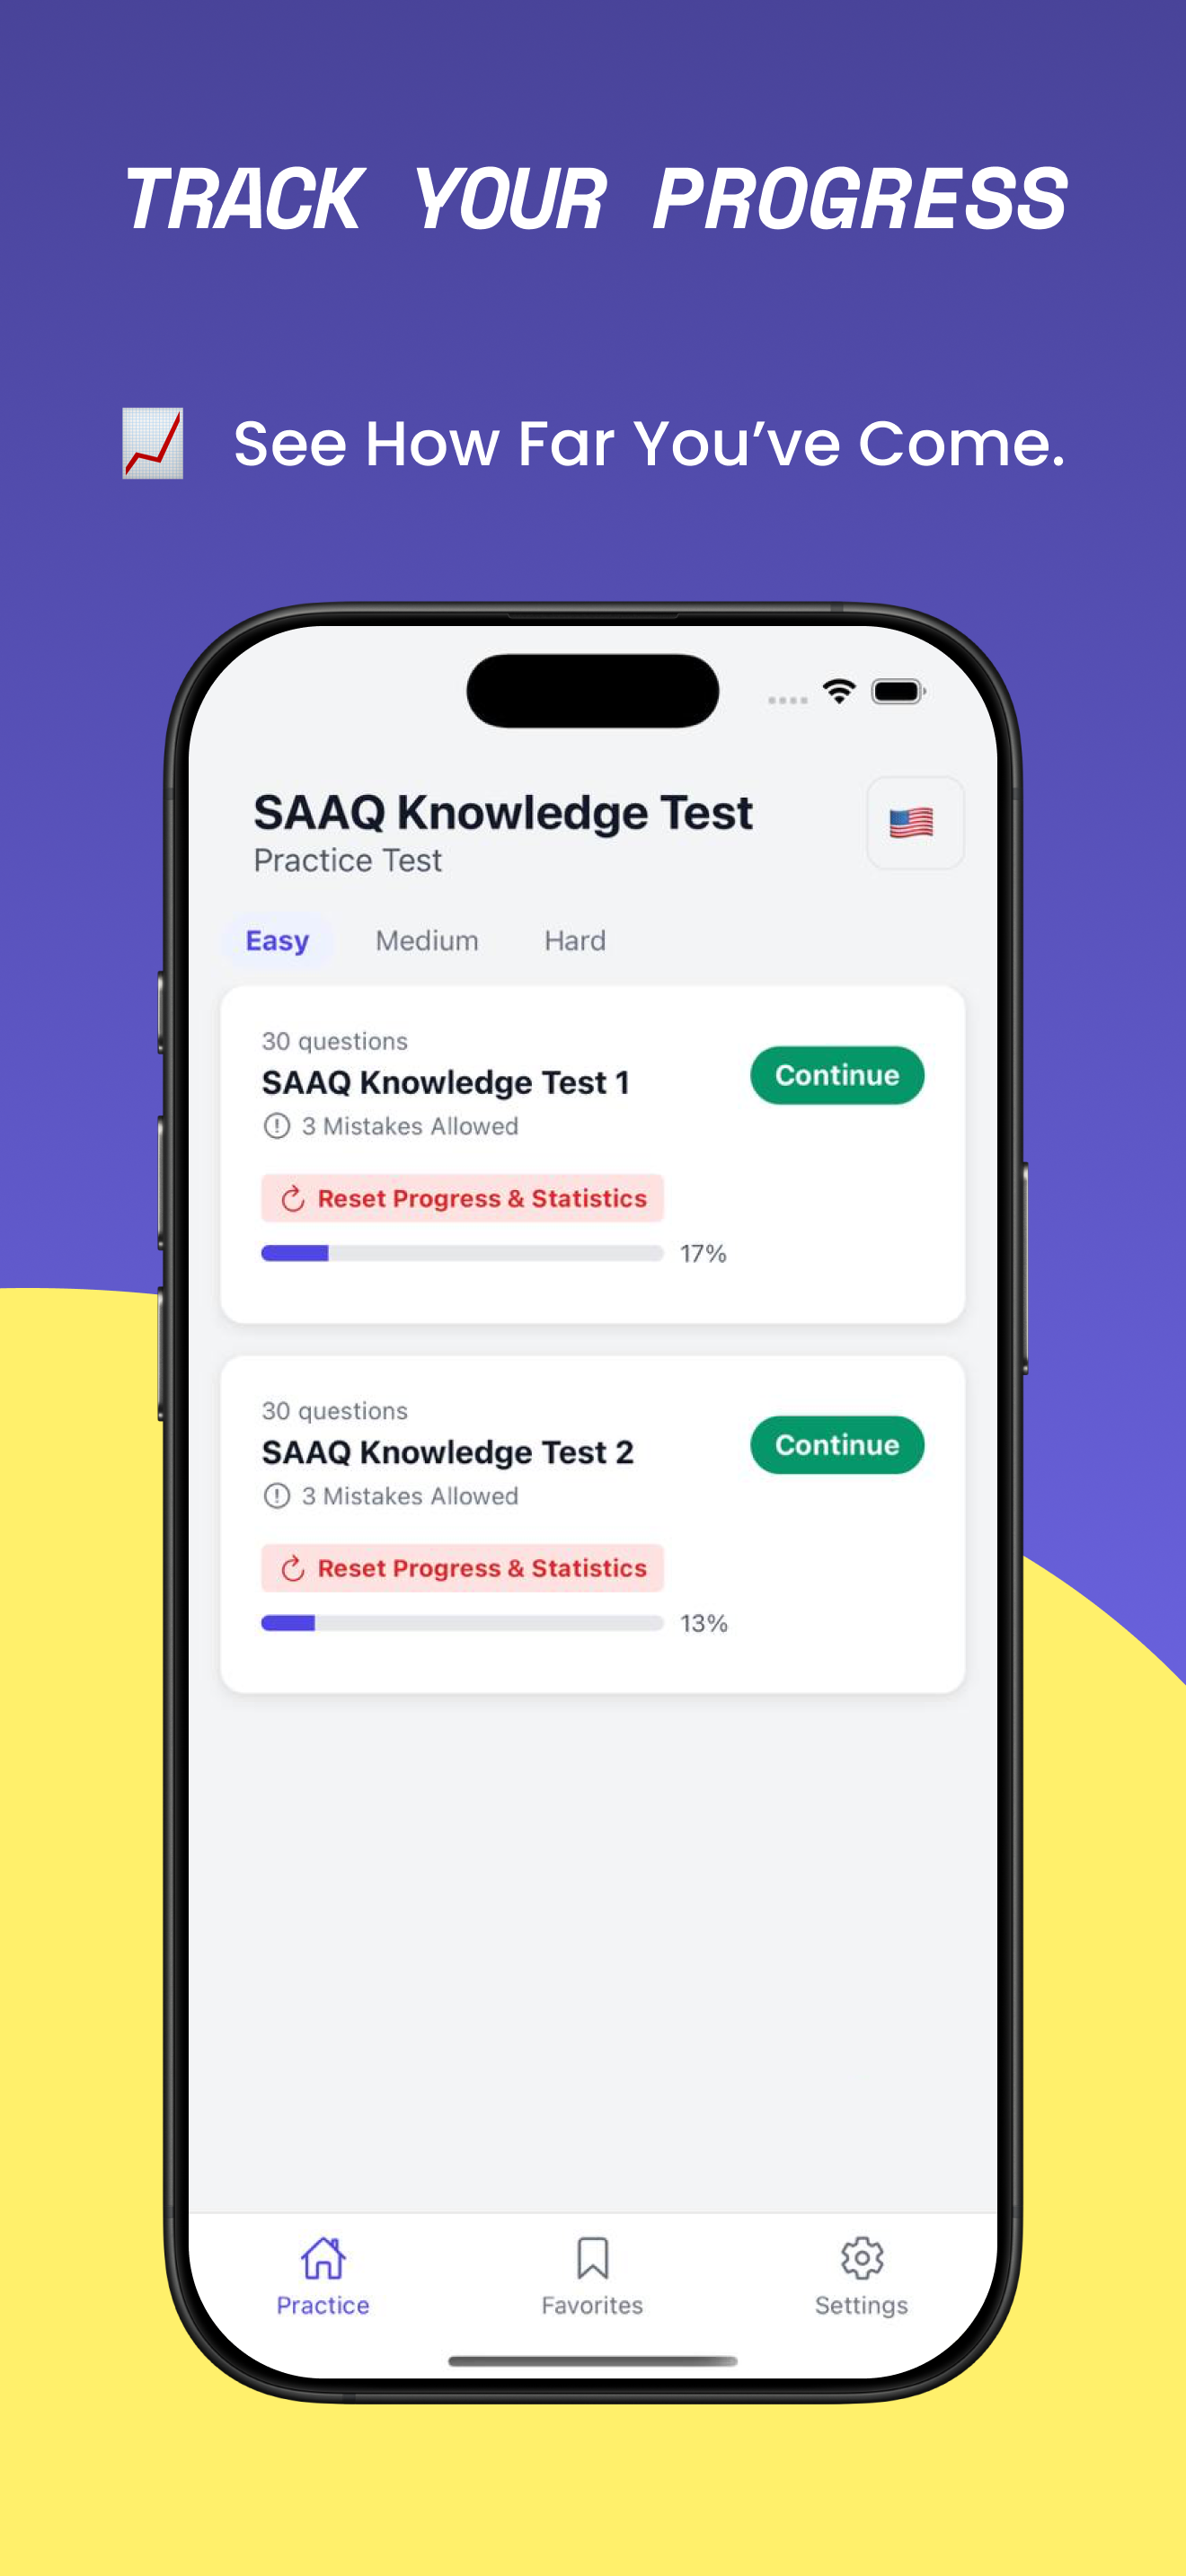 TRACK YOUR PROGRESS
📈 See How Far You’ve Come.
SAAQ Knowledge Test
Practice Test
Easy Medium Hard
30 questions
SAAQ Knowledge Test 1
Continue
3 Mistakes Allowed
Reset Progress & Statistics
17%
30 questions
SAAQ Knowledge Test 2
Continue
3 Mistakes Allowed
Reset Progress & Statistics
13%
Practice Favorites Settings